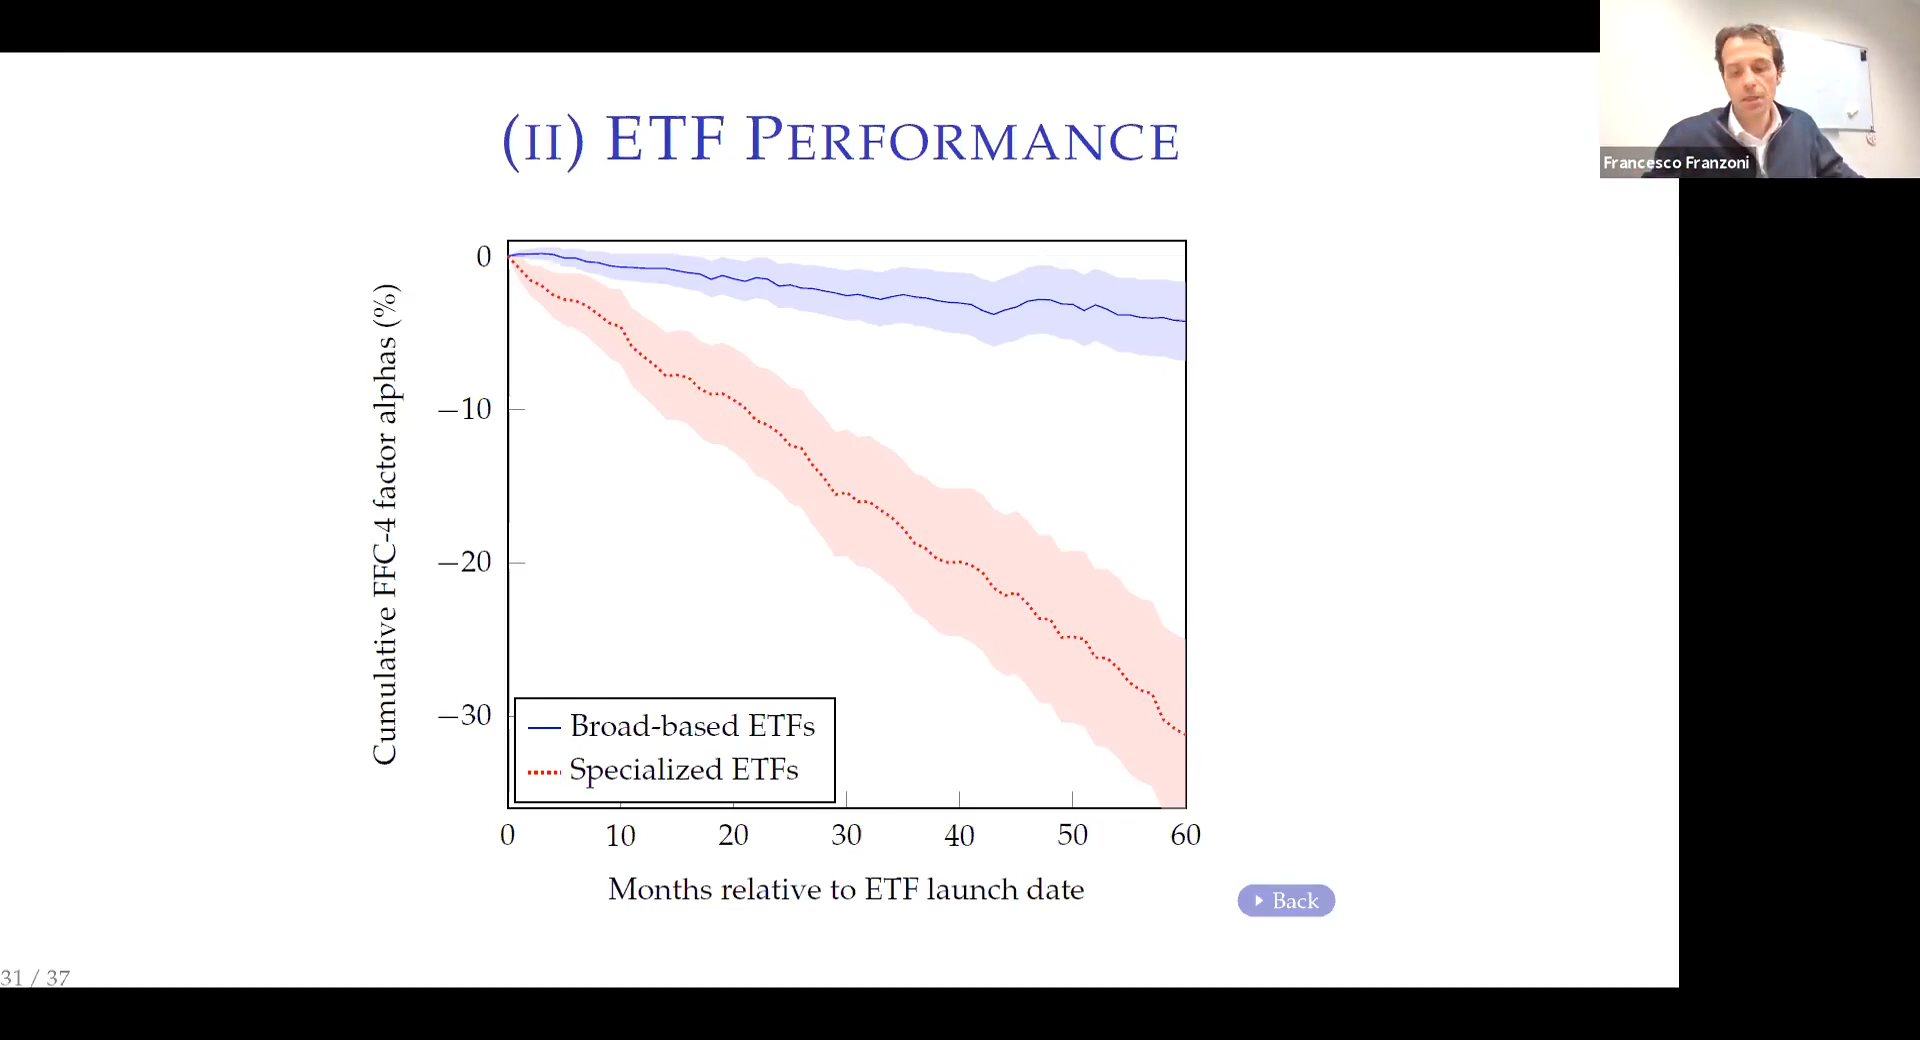 (II) ETF PERFORMANCE
Francesco Franzoni
Cumulative FFC-4 factor alphas (%)
0
−10
−20
−30
Broad-based ETFs
Specialized ETFs
0 10 20 30 40 50 60
Months relative to ETF launch date
Back
31 / 37